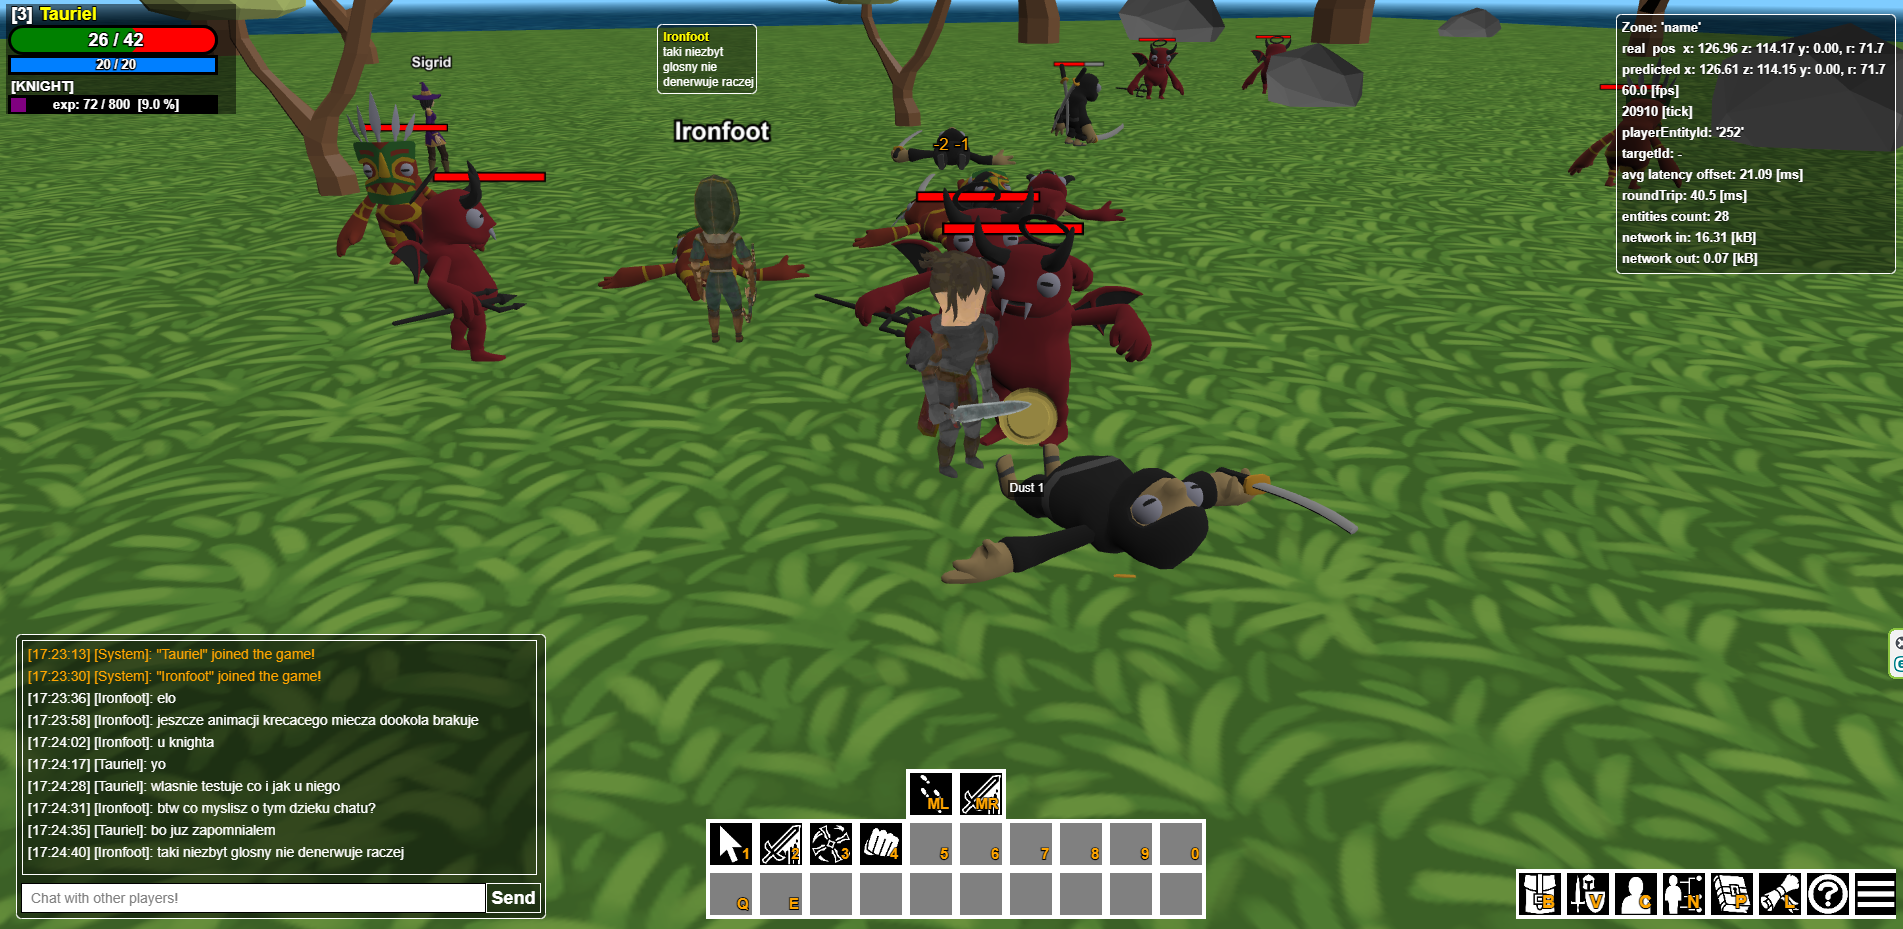 [3] Tauriel
26 / 42
20 / 20
[KNIGHT]
exp: 72 / 800 [9.0 %]
Sigrid
Ironfoot
taki niezbyt
glosny nie
denerwuje raczej
Ironfoot
-2 -1
Zone: 'name'
real pos x: 126.96 z: 114.17 y: 0.00, r: 71.7
predicted x: 126.61 z: 114.15 y: 0.00, r: 71.7
60.0 [fps]
20910 [tick]
playerEntityId: '252'
targetId: -
avg latency offset: 21.09 [ms]
roundTrip: 40.5 [ms]
entities count: 28
network in: 16.31 [kB]
network out: 0.07 [kB]
Dust 1
[17:23:13] [System]: "Tauriel" joined the game!
[17:23:30] [System]: "Ironfoot" joined the game!
[17:23:36] [Ironfoot]: elo
[17:23:58] [Ironfoot]: jeszcze animacji krecacego miecza dookola brakuje
[17:24:02] [Ironfoot]: u knighta
[17:24:17] [Tauriel]: yo
[17:24:28] [Tauriel]: wlasnie testuje co i jak u niego
[17:24:31] [Ironfoot]: btw co myslisz o tym dzieku chatu?
[17:24:35] [Tauriel]: bo juz zapomnialem
[17:24:40] [Ironfoot]: taki niezbyt glosny nie denerwuje raczej
Chat with other players!
Send
ML MR
1 2 3 4 5 6 7 8 9 0
Q E
B V C N P L